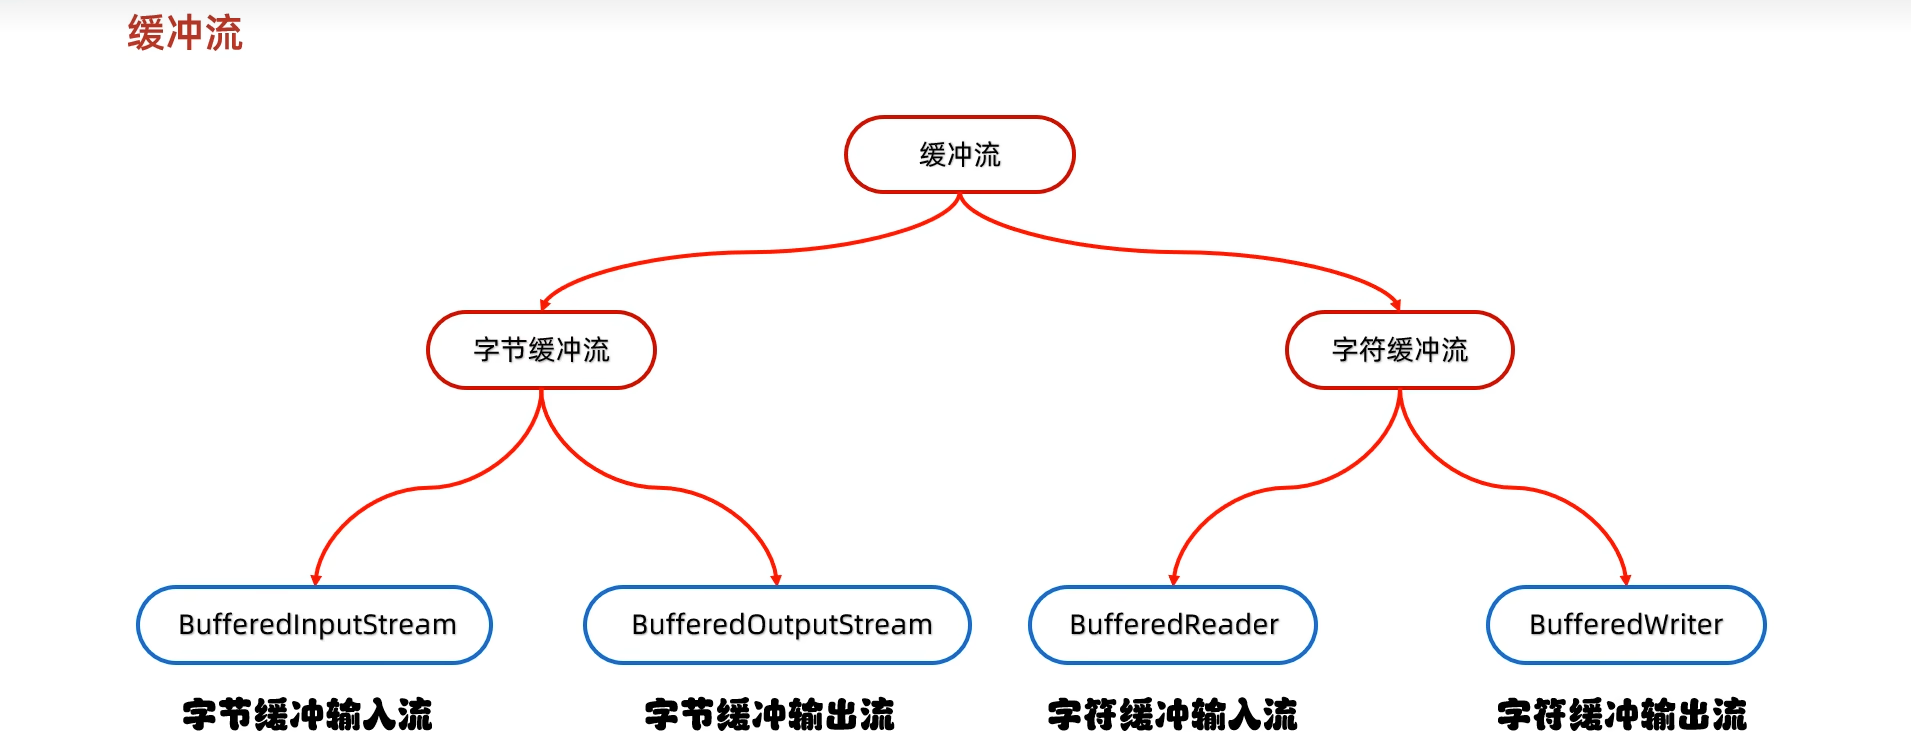 缓冲流
缓冲流
字节缓冲流
字符缓冲流
BufferedInputStream
BufferedOutputStream
BufferedReader
BufferedWriter
字节缓冲输入流
字节缓冲输出流
字符缓冲输入流
字符缓冲输出流